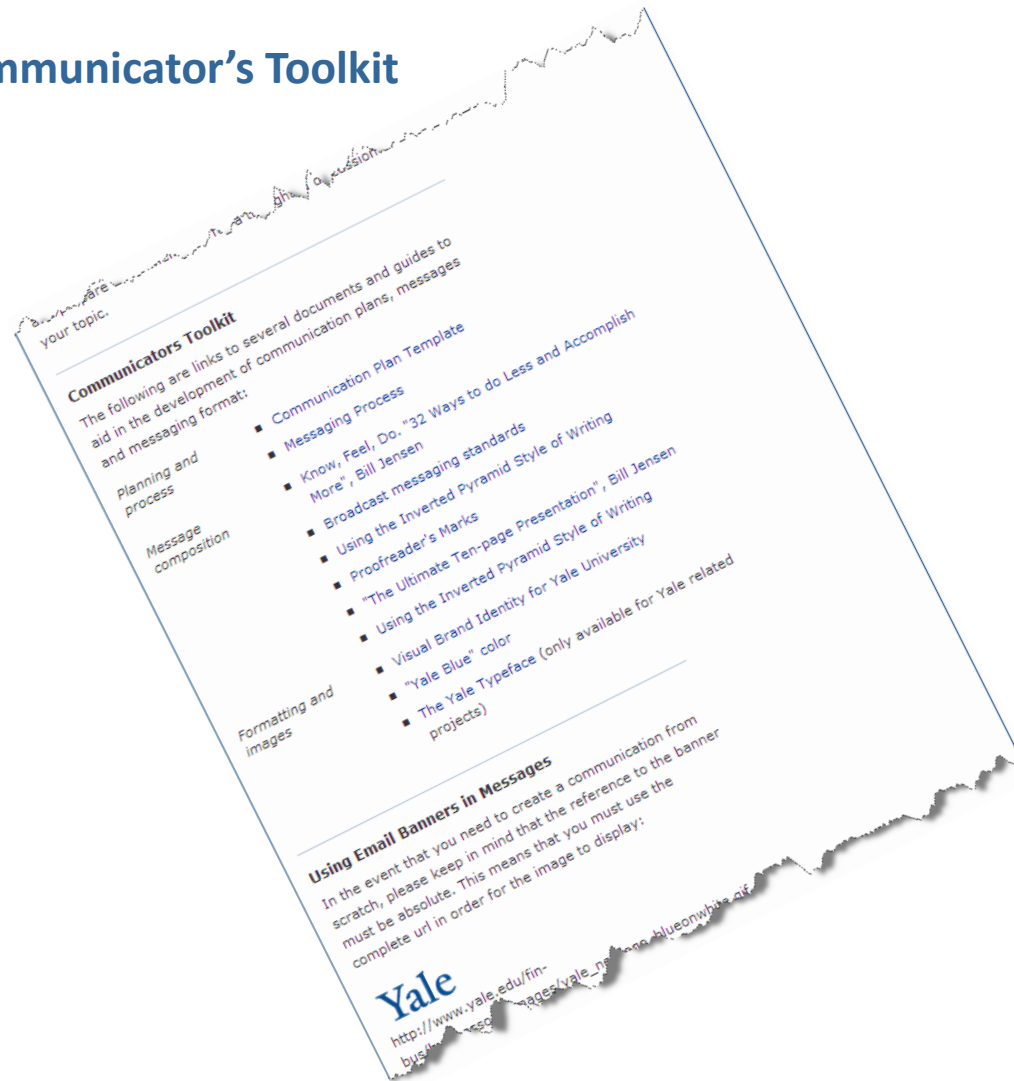 mmunicator's Toolkit
are
your topic.
Communicators Toolkit
The following are links to several documents and guides to
aid in the development of communication plans, messages
and messaging format:
Planning and
process
■ Communication Plan Template
■ Messaging Process
■ Know, Feel, Do. "32 Ways to do Less and Accomplish
More", Bill Jensen
Message
composition
■ Broadcast messaging standards
■ Using the Inverted Pyramid Style of Writing
■ Proofreader's Marks
■ "The Ultimate Ten-page Presentation", Bill Jensen
■ Using the Inverted Pyramid Style of Writing
Formatting and
images
■ Visual Brand Identity for Yale University
■ "Yale Blue" color
■ The Yale Typeface (only available for Yale related
projects)
Using Email Banners in Messages
In the event that you need to create a communication from
scratch, please keep in mind that the reference to the banner
must be absolute. This means that you must use the
complete url in order for the image to display:
Yale
http://www.yale.edu/fin-